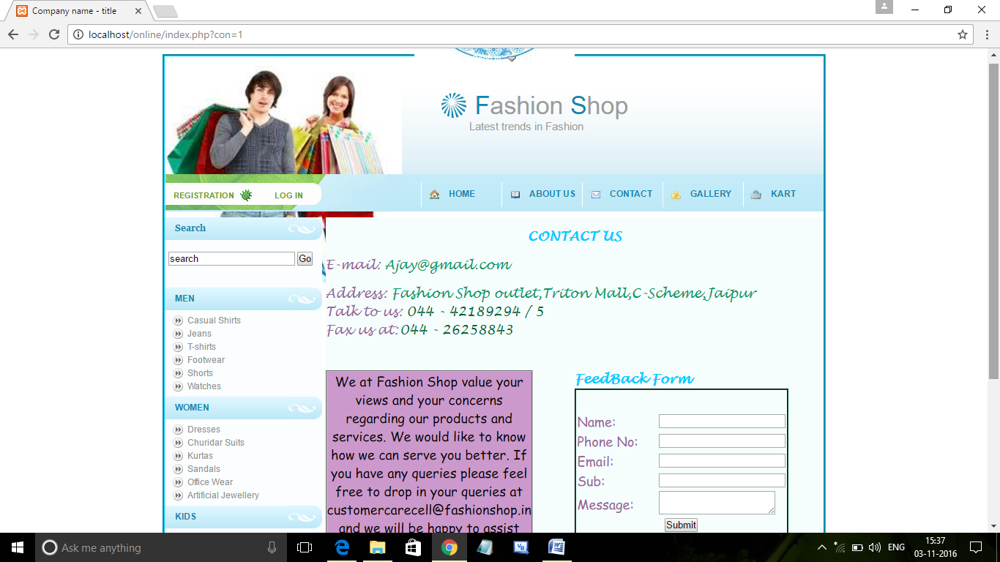 Company name - title
localhost/online/index.php?con=1
Fashion Shop
Latest trends in Fashion
REGISTRATION
LOG IN
HOME
ABOUT US
CONTACT
GALLERY
KART
Search
search
Go
MEN
Casual Shirts
Jeans
T-shirts
Footwear
Shorts
Watches
WOMEN
Dresses
Churidar Suits
Kurtas
Sandals
Office Wear
Artificial Jewellery
KIDS
CONTACT US
E-mail: Ajay@gmail.com
Address: Fashion Shop outlet,Triton Mall,C-Scheme,Jaipur
Talk to us: 044 - 42189294 / 5
Fax us at: 044 - 26258843
We at Fashion Shop value your
views and your concerns
regarding our products and
services. We would like to know
how we can serve you better. If
you have any queries please feel
free to drop in your queries at
customercarecell@fashionshop.in
and we will be happy to assist
FeedBack Form
Name:
Phone No:
Email:
Sub:
Message:
Submit
Ask me anything
ENG
15:37
03-11-2016